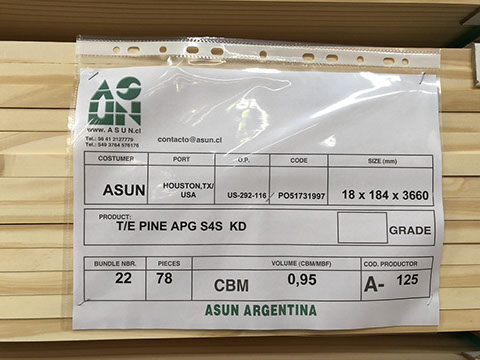 AS
UN
www. A S U N.cl
Tel.: 56 41 2127779
Tel.: 549 3764 576178
contacto@asun.cl
COSTUMER PORT O.P. CODE SIZE (mm)
ASUN HOUSTON,TX/ USA US-292-116 PO51731997 18 x 184 x 3660
PRODUCT:
T/E PINE APG S4S KD
GRADE
BUNDLE NBR. PIECES VOLUME (CBM/MBF) COD. PRODUCTOR
22 78 CBM 0,95 A- 125
ASUN ARGENTINA